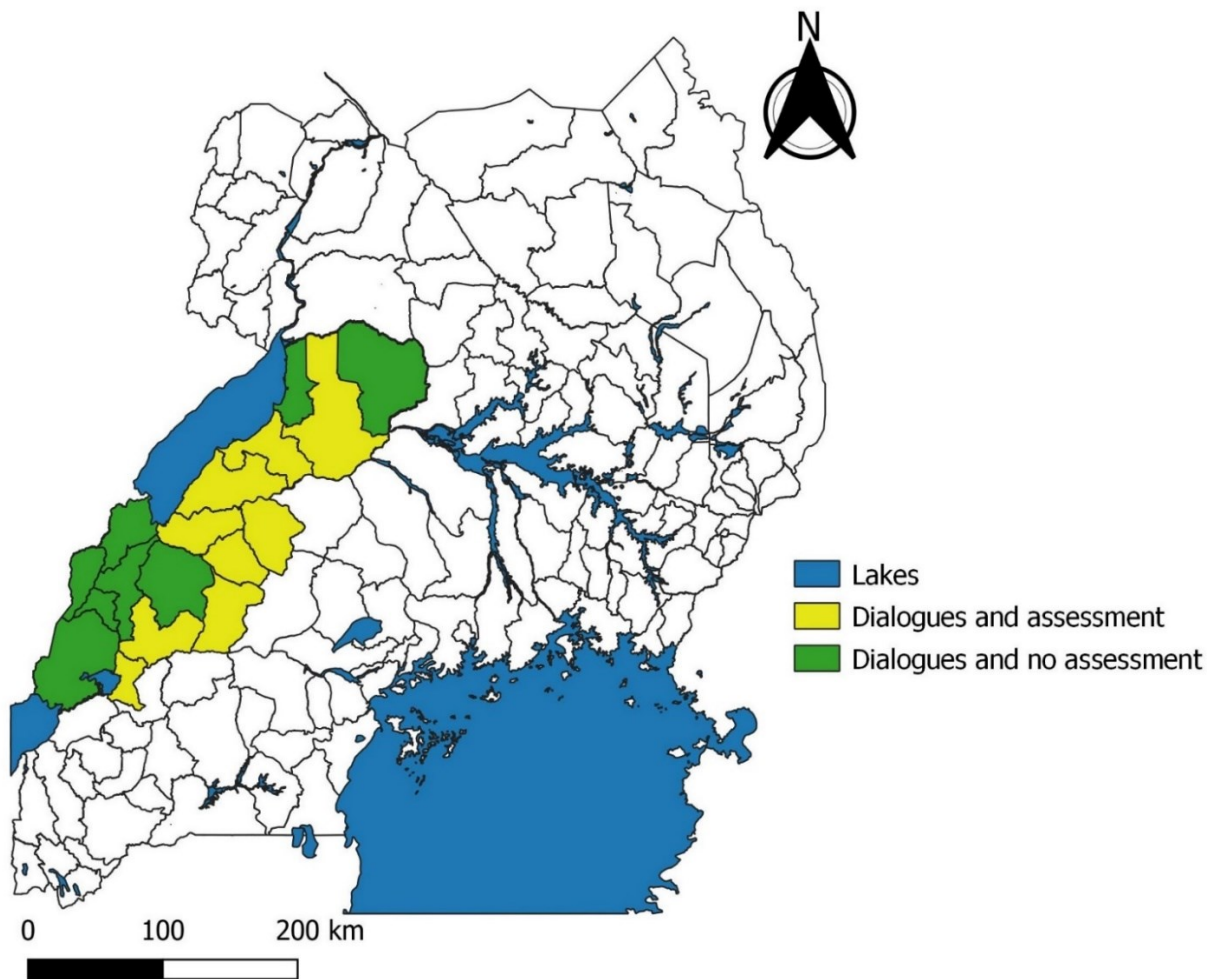 N
Lakes
Dialogues and assessment
Dialogues and no assessment
0 100 200 km